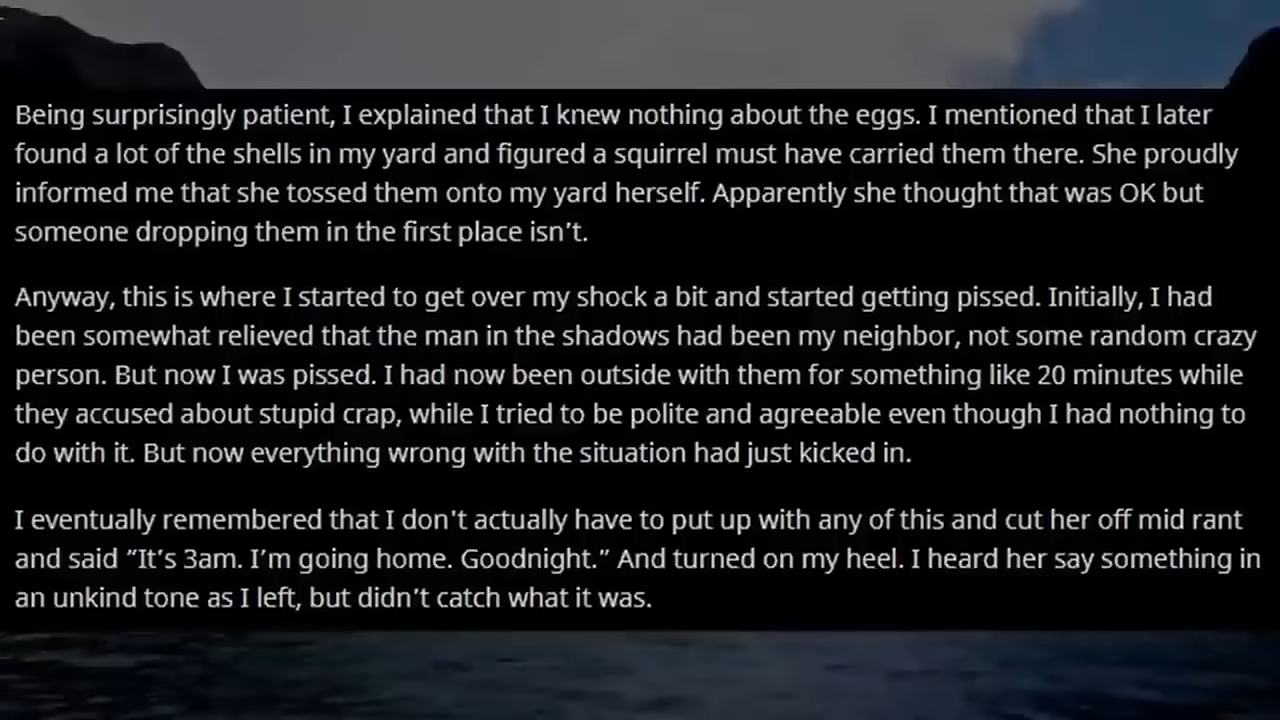 Being surprisingly patient, I explained that I knew nothing about the eggs. I mentioned that I later
found a lot of the shells in my yard and figured a squirrel must have carried them there. She proudly
informed me that she tossed them onto my yard herself. Apparently she thought that was OK but
someone dropping them in the first place isn’t.
Anyway, this is where I started to get over my shock a bit and started getting pissed. Initially, I had
been somewhat relieved that the man in the shadows had been my neighbor, not some random crazy
person. But now I was pissed. I had now been outside with them for something like 20 minutes while
they accused about stupid crap, while I tried to be polite and agreeable even though I had nothing to
do with it. But now everything wrong with the situation had just kicked in.
I eventually remembered that I don't actually have to put up with any of this and cut her off mid rant
and said “It’s 3am. I’m going home. Goodnight.” And turned on my heel. I heard her say something in
an unkind tone as I left, but didn’t catch what it was.